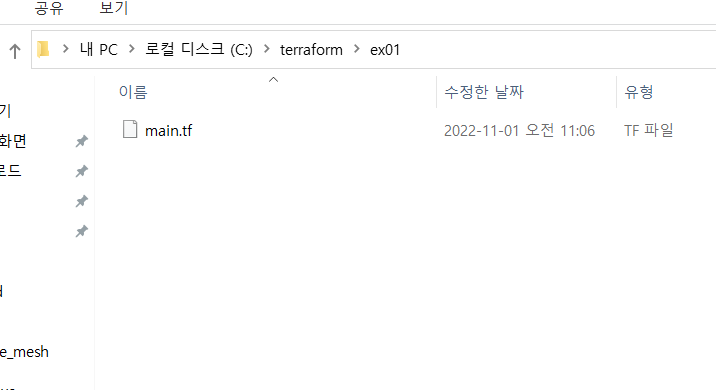 공유 보기
내 PC > 로컬 디스크 (C:) > terraform > ex01
이름 수정한 날짜 유형
기
main.tf 2022-11-01 오전 11:06 TF 파일
화면
로드
e_mesh